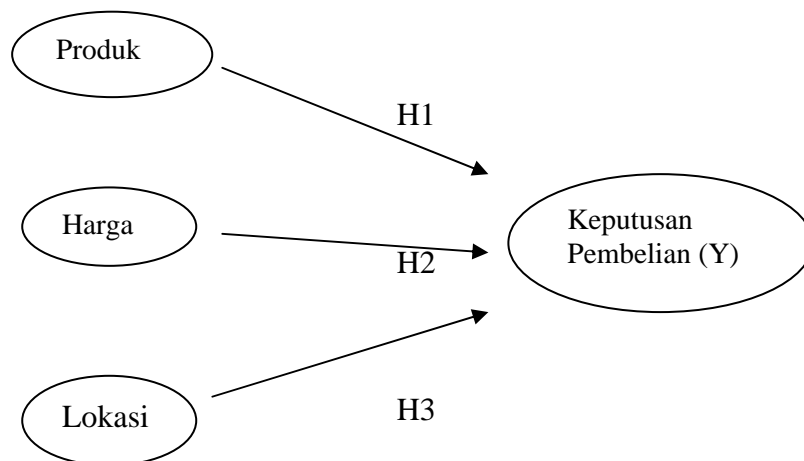 Produk
H1
Harga
Keputusan
Pembelian (Y)
H2
Lokasi
H3